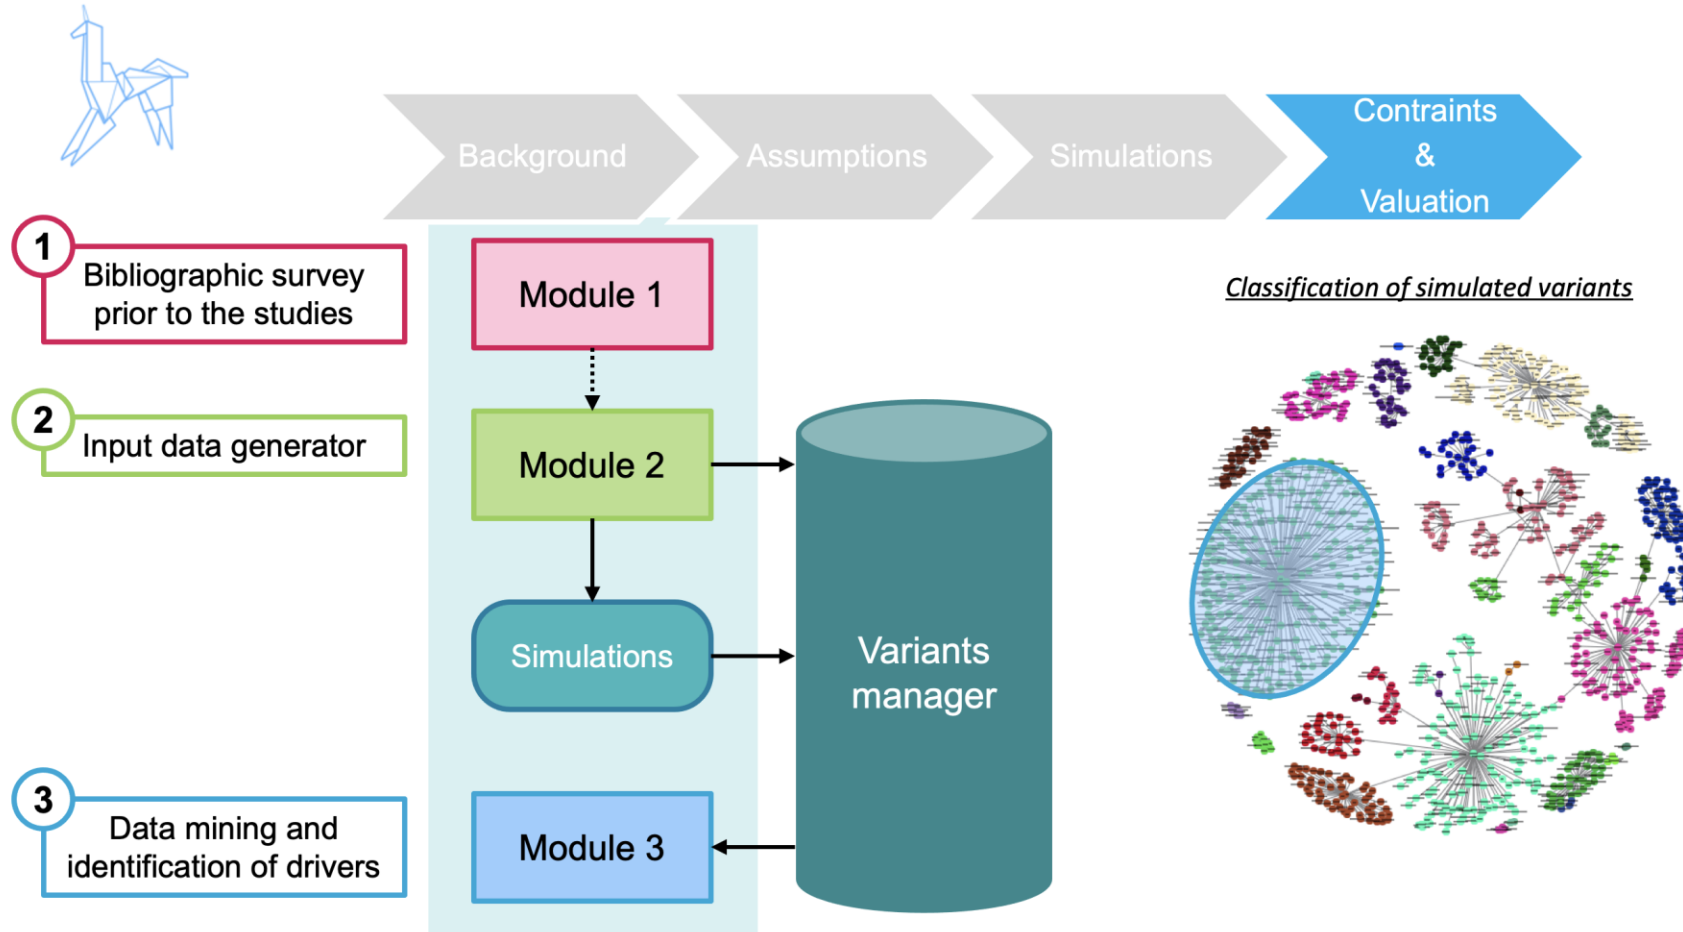 Background
Assumptions
Simulations
Contraints
&
Valuation
1
Bibliographic survey
prior to the studies
Module 1
Classification of simulated variants
2
Input data generator
Module 2
Simulations
Variants
manager
3
Data mining and
identification of drivers
Module 3